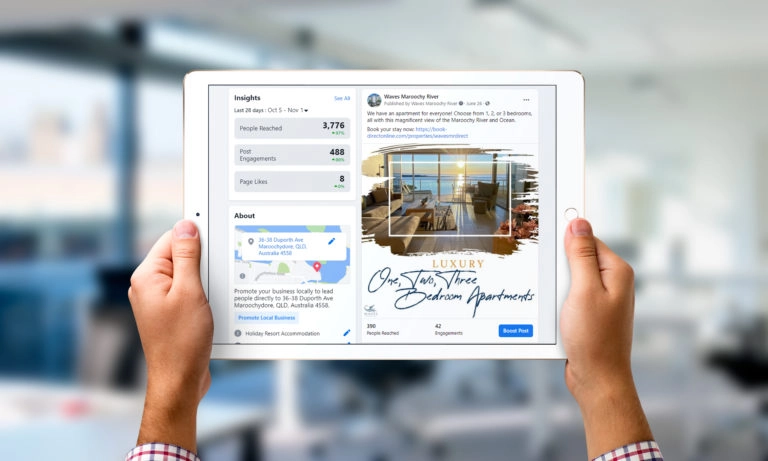 Insights
See All
Last 28 days : Oct 5 - Nov 1
People Reached
3,776
Post
Engagements
488
Page Likes
8
0%
About
36-38 Duporth Ave
Maroochydore, QLD,
Australia 4558
Promote your business locally to lead
people directly to 36-38 Duporth Ave
Maroochydore, QLD, Australia 4558.
Promote Local Business
Holiday Resort Accommodation
Waves Maroochy River
Published by Waves Maroochy River · June 26 ·
We have an apartment for everyone! Choose from 1, 2, or 3 bedrooms,
all with this magnificent view of the Maroochy River and Ocean.
Book your stay now: https://book-
directonline.com/properties/wavesmrdirect
LUXURY
One, Two, Three
Bedroom Apartments
WAVES
390
People Reached
42
Engagements
Boost Post